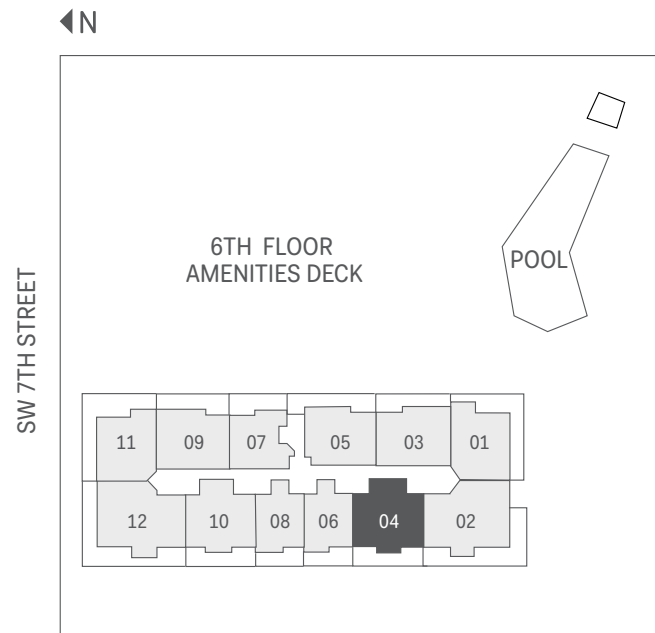 N
SW 7TH STREET
6TH FLOOR
AMENITIES DECK
POOL
11 09 07 05 03 01
12 10 08 06 04 02